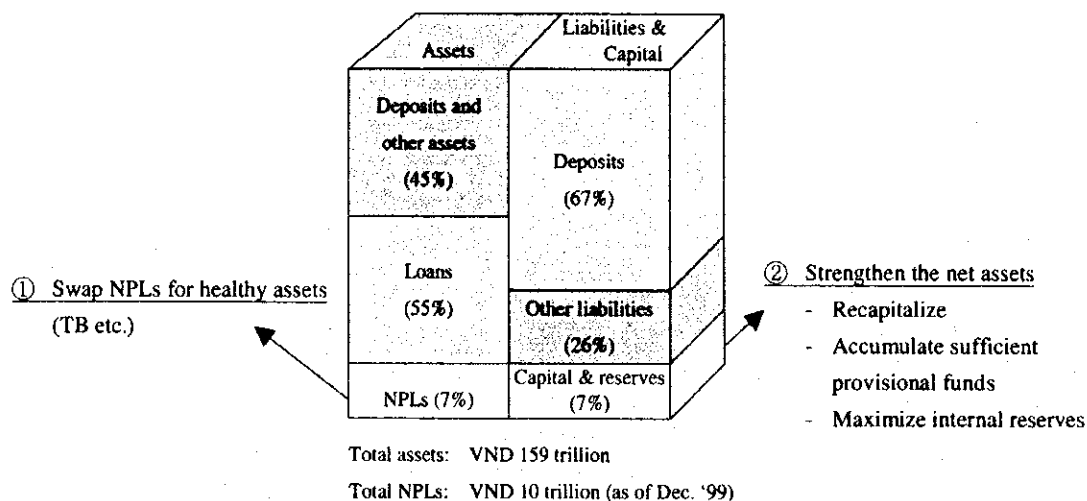 Assets
Liabilities &
Capital
Deposits and
other assets
(45%)
Loans
(55%)
NPLs (7%)
Deposits
(67%)
Other liabilities
(26%)
Capital & reserves
(7%)
① Swap NPLs for healthy assets
(TB etc.)
② Strengthen the net assets
- Recapitalize
- Accumulate sufficient
provisional funds
- Maximize internal reserves
Total assets: VND 159 trillion
Total NPLs: VND 10 trillion (as of Dec. ‘99)